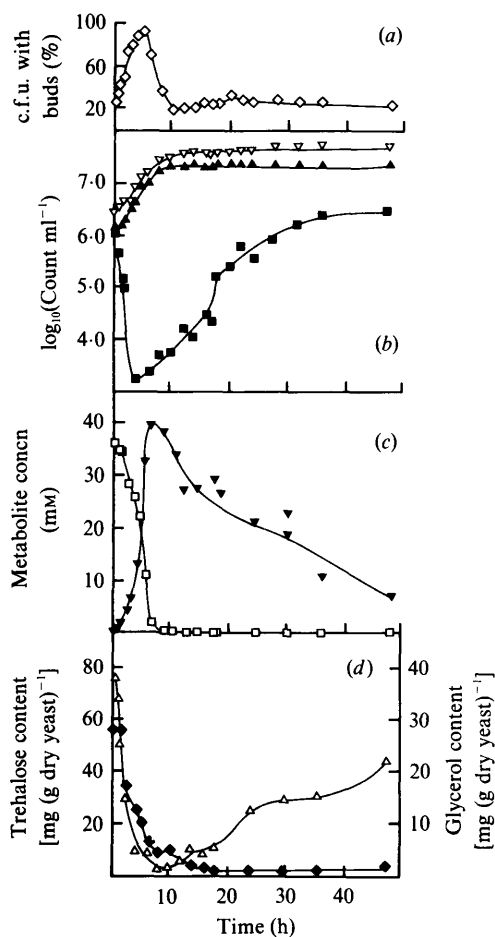 c.f.u. with
buds (%)
100
60
20
(a)
log₁₀(Count ml⁻¹)
7·0
6·0
5·0
4·0
(b)
Metabolite concn
(mM)
40
30
20
10
(c)
Trehalose content
[mg (g dry yeast)⁻¹]
80
60
40
20
(d)
40
30
20
10
Glycerol content
[mg (g dry yeast)⁻¹]
10 20 30 40
Time (h)